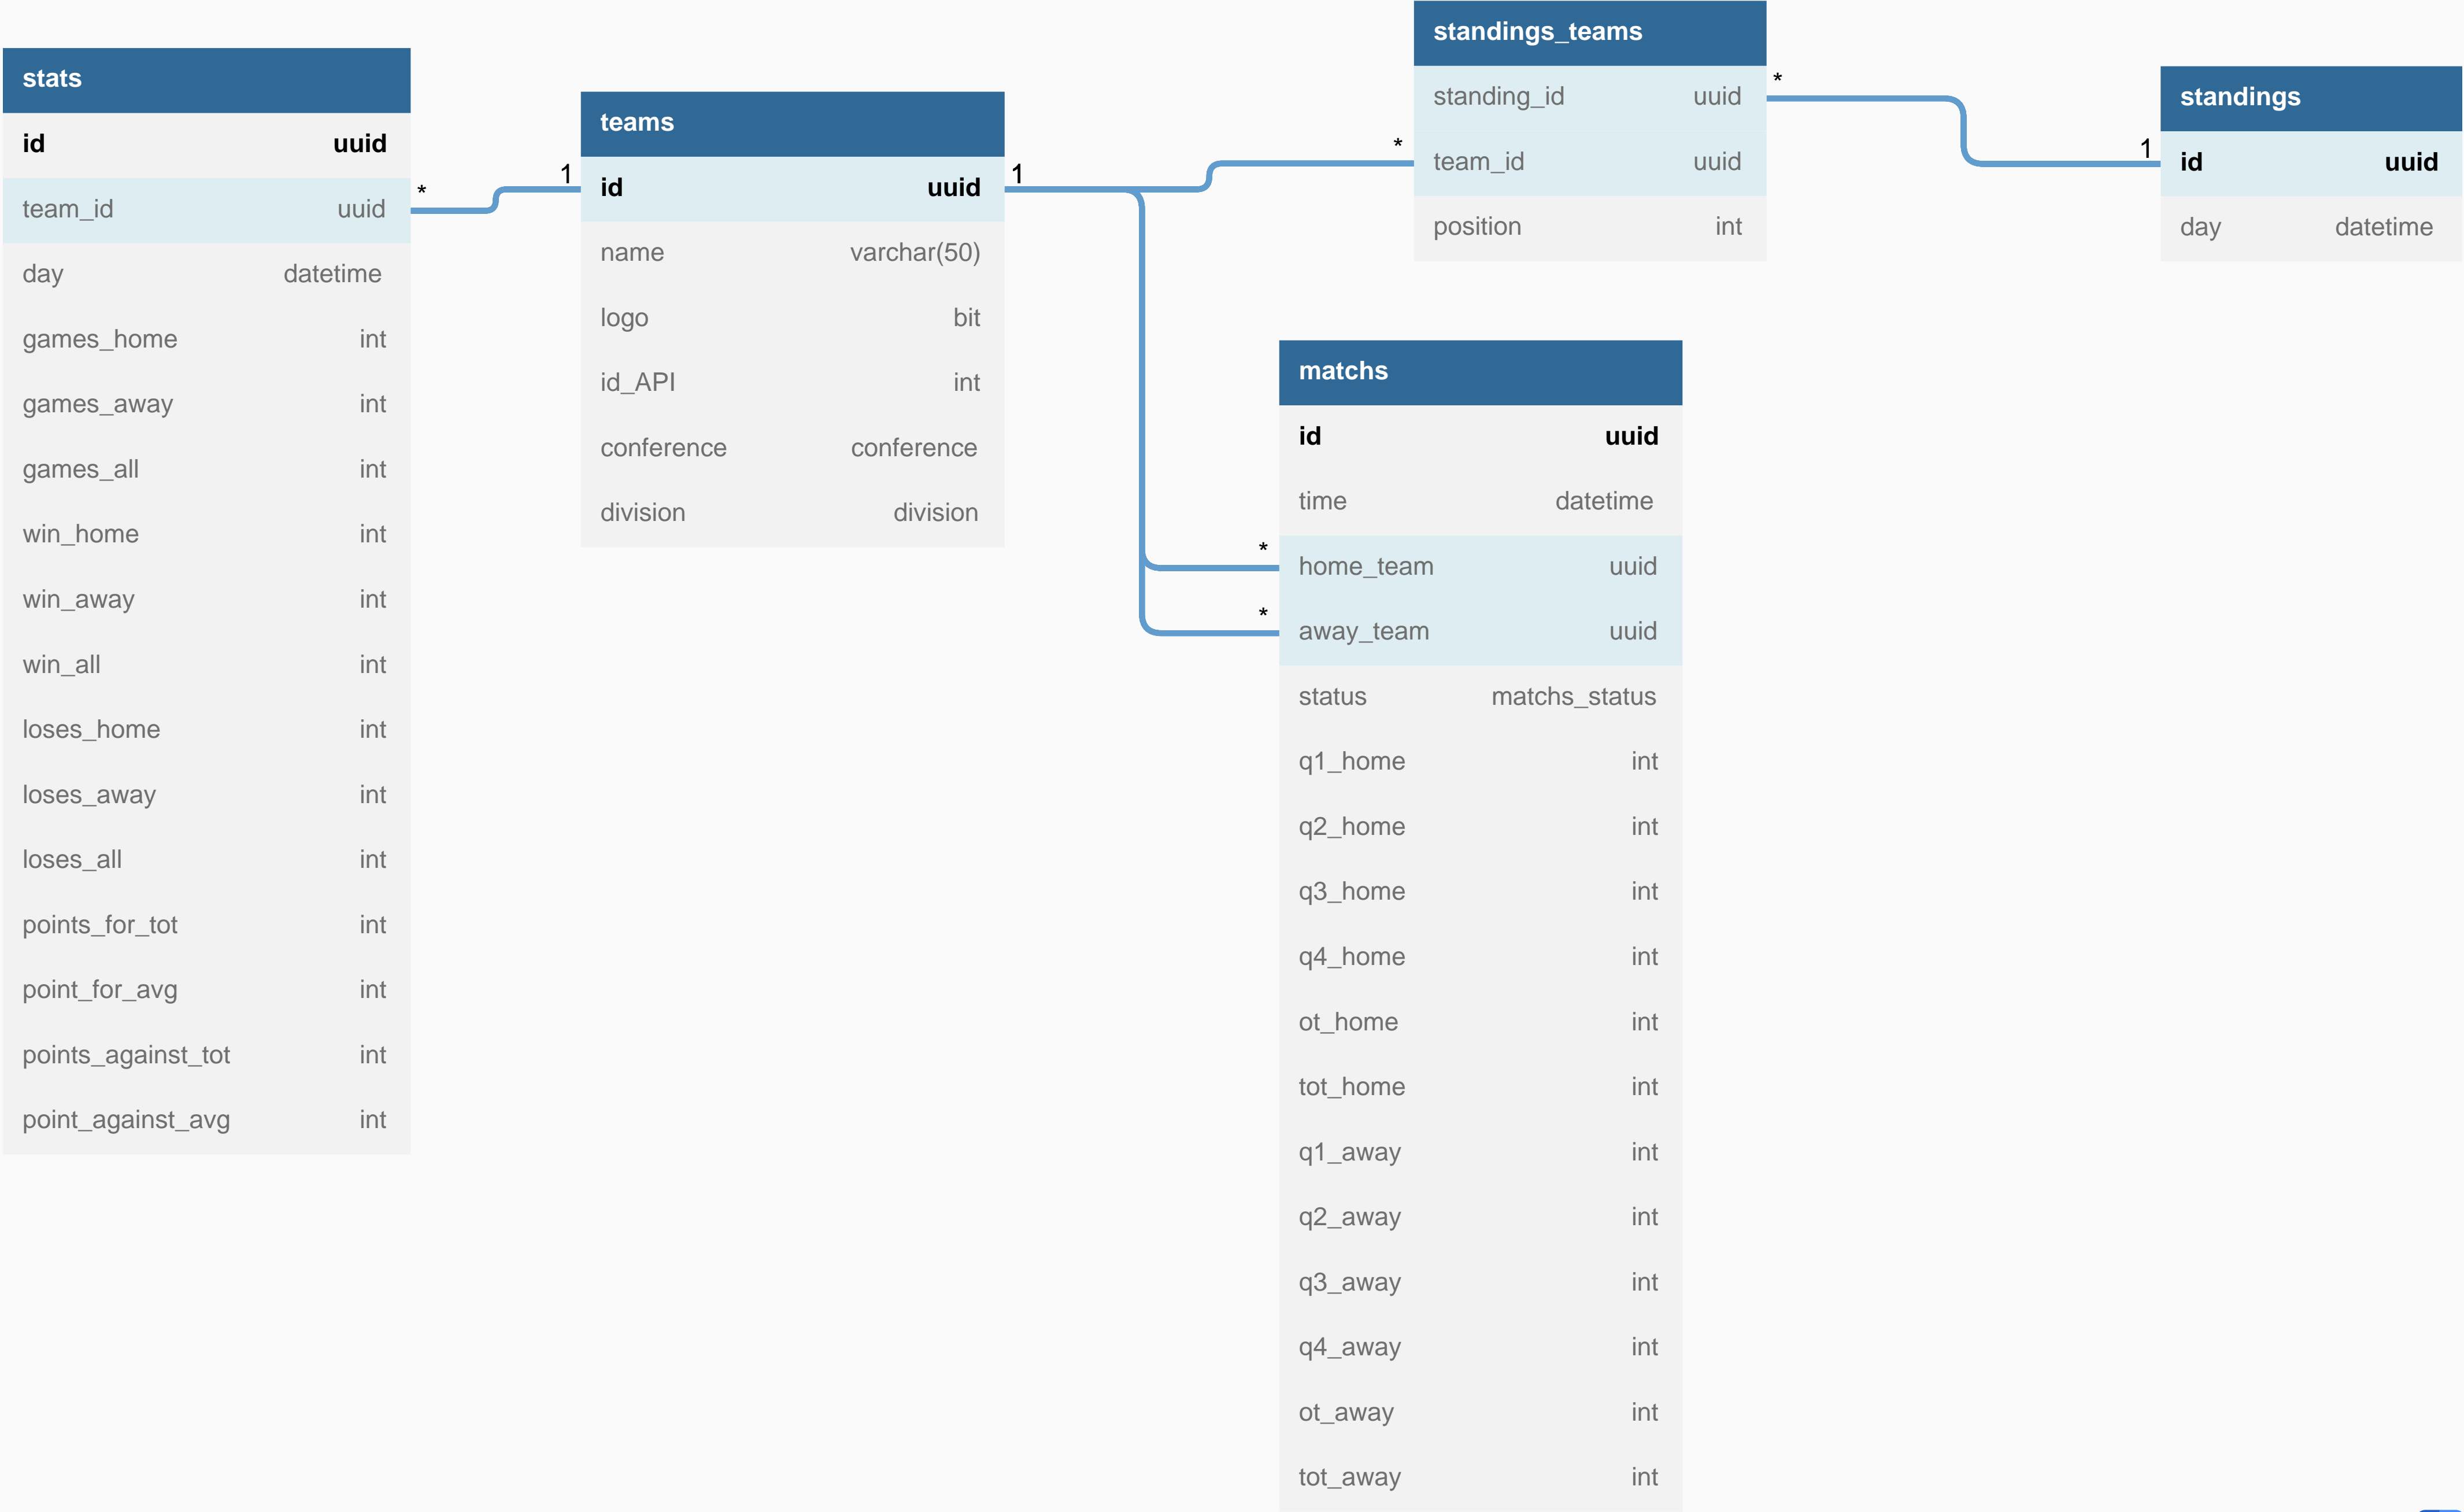 stats
id uuid
team_id uuid
day datetime
games_home int
games_away int
games_all int
win_home int
win_away int
win_all int
loses_home int
loses_away int
loses_all int
points_for_tot int
point_for_avg int
points_against_tot int
point_against_avg int
*
1
teams
id uuid
name varchar(50)
logo bit
id_API int
conference conference
division division
1
*
standings_teams
standing_id uuid
team_id uuid
position int
*
1
standings
id uuid
day datetime
*
*
matchs
id uuid
time datetime
home_team uuid
away_team uuid
status matchs_status
q1_home int
q2_home int
q3_home int
q4_home int
ot_home int
tot_home int
q1_away int
q2_away int
q3_away int
q4_away int
ot_away int
tot_away int